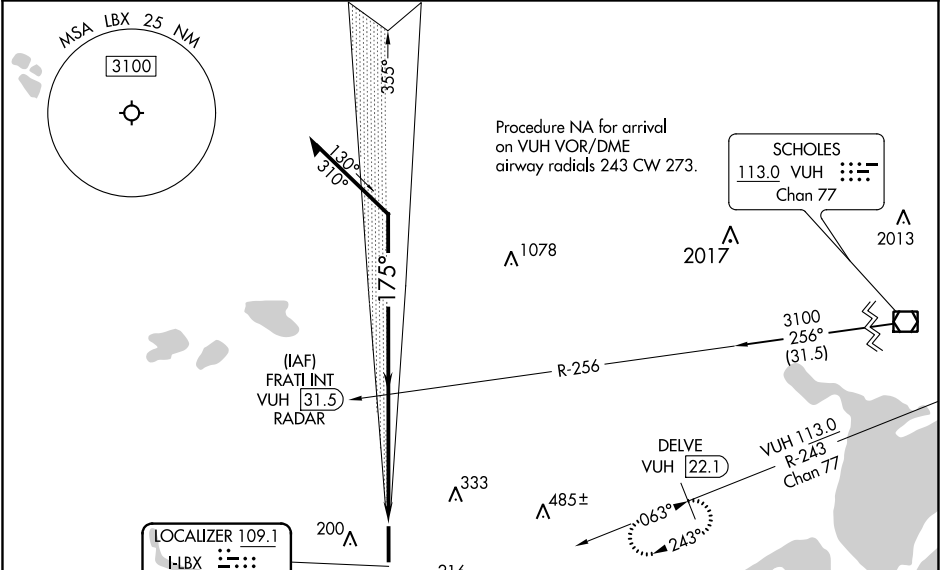 MSA LBX 25 NM
3100
355°
130°
310°
175°
Procedure NA for arrival
on VUH VOR/DME
airway radials 243 CW 273.
SCHOLES
113.0 VUH
Chan 77
2013
2017
1078
3100
256°
(31.5)
R-256
(IAF)
FRATI INT
VUH 31.5
RADAR
VUH 113.0
R-243
Chan 77
DELVE
VUH 22.1
063°
243°
333
485±
200
LOCALIZER 109.1
I-LBX
216